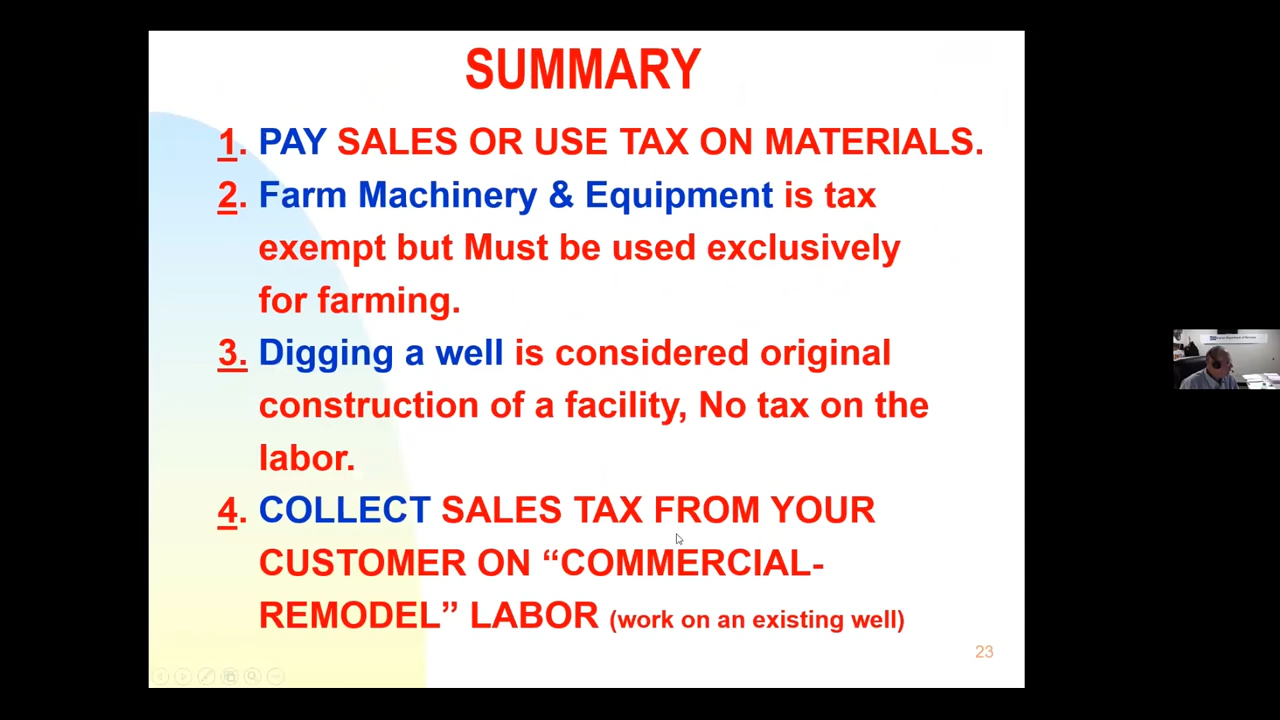 SUMMARY
1. PAY SALES OR USE TAX ON MATERIALS.
2. Farm Machinery & Equipment is tax
exempt but Must be used exclusively
for farming.
3. Digging a well is considered original
construction of a facility, No tax on the
labor.
4. COLLECT SALES TAX FROM YOUR
CUSTOMER ON “COMMERCIAL-
REMODEL” LABOR (work on an existing well)
23